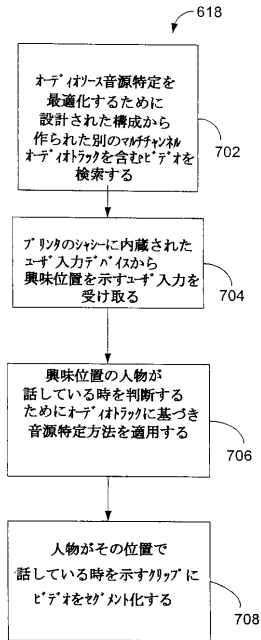 618
ｵｰﾃﾞｨｵｿｰｽ音源特定を
最適化するために
設計された構成から
作られた別のﾏﾙﾁﾁｬﾝﾈﾙ
ｵｰﾃﾞｨｵﾄﾗｯｸを含むﾋﾞﾃﾞｵを
検索する
702
ﾌﾟﾘﾝﾀのｼｬｼｰに内蔵された
ﾕｰｻﾞ入力ﾃﾞﾊﾞｲｽから
興味位置を示すﾕｰｻﾞ入力を
受け取る
704
興味位置の人物が
話している時を判断する
ためにｵｰﾃﾞｨｵﾄﾗｯｸに基づき
音源特定方法を適用する
706
人物がその位置で
話している時を示すｸﾘｯﾌﾟに
ﾋﾞﾃﾞｵをｾｸﾞﾒﾝﾄ化する
708